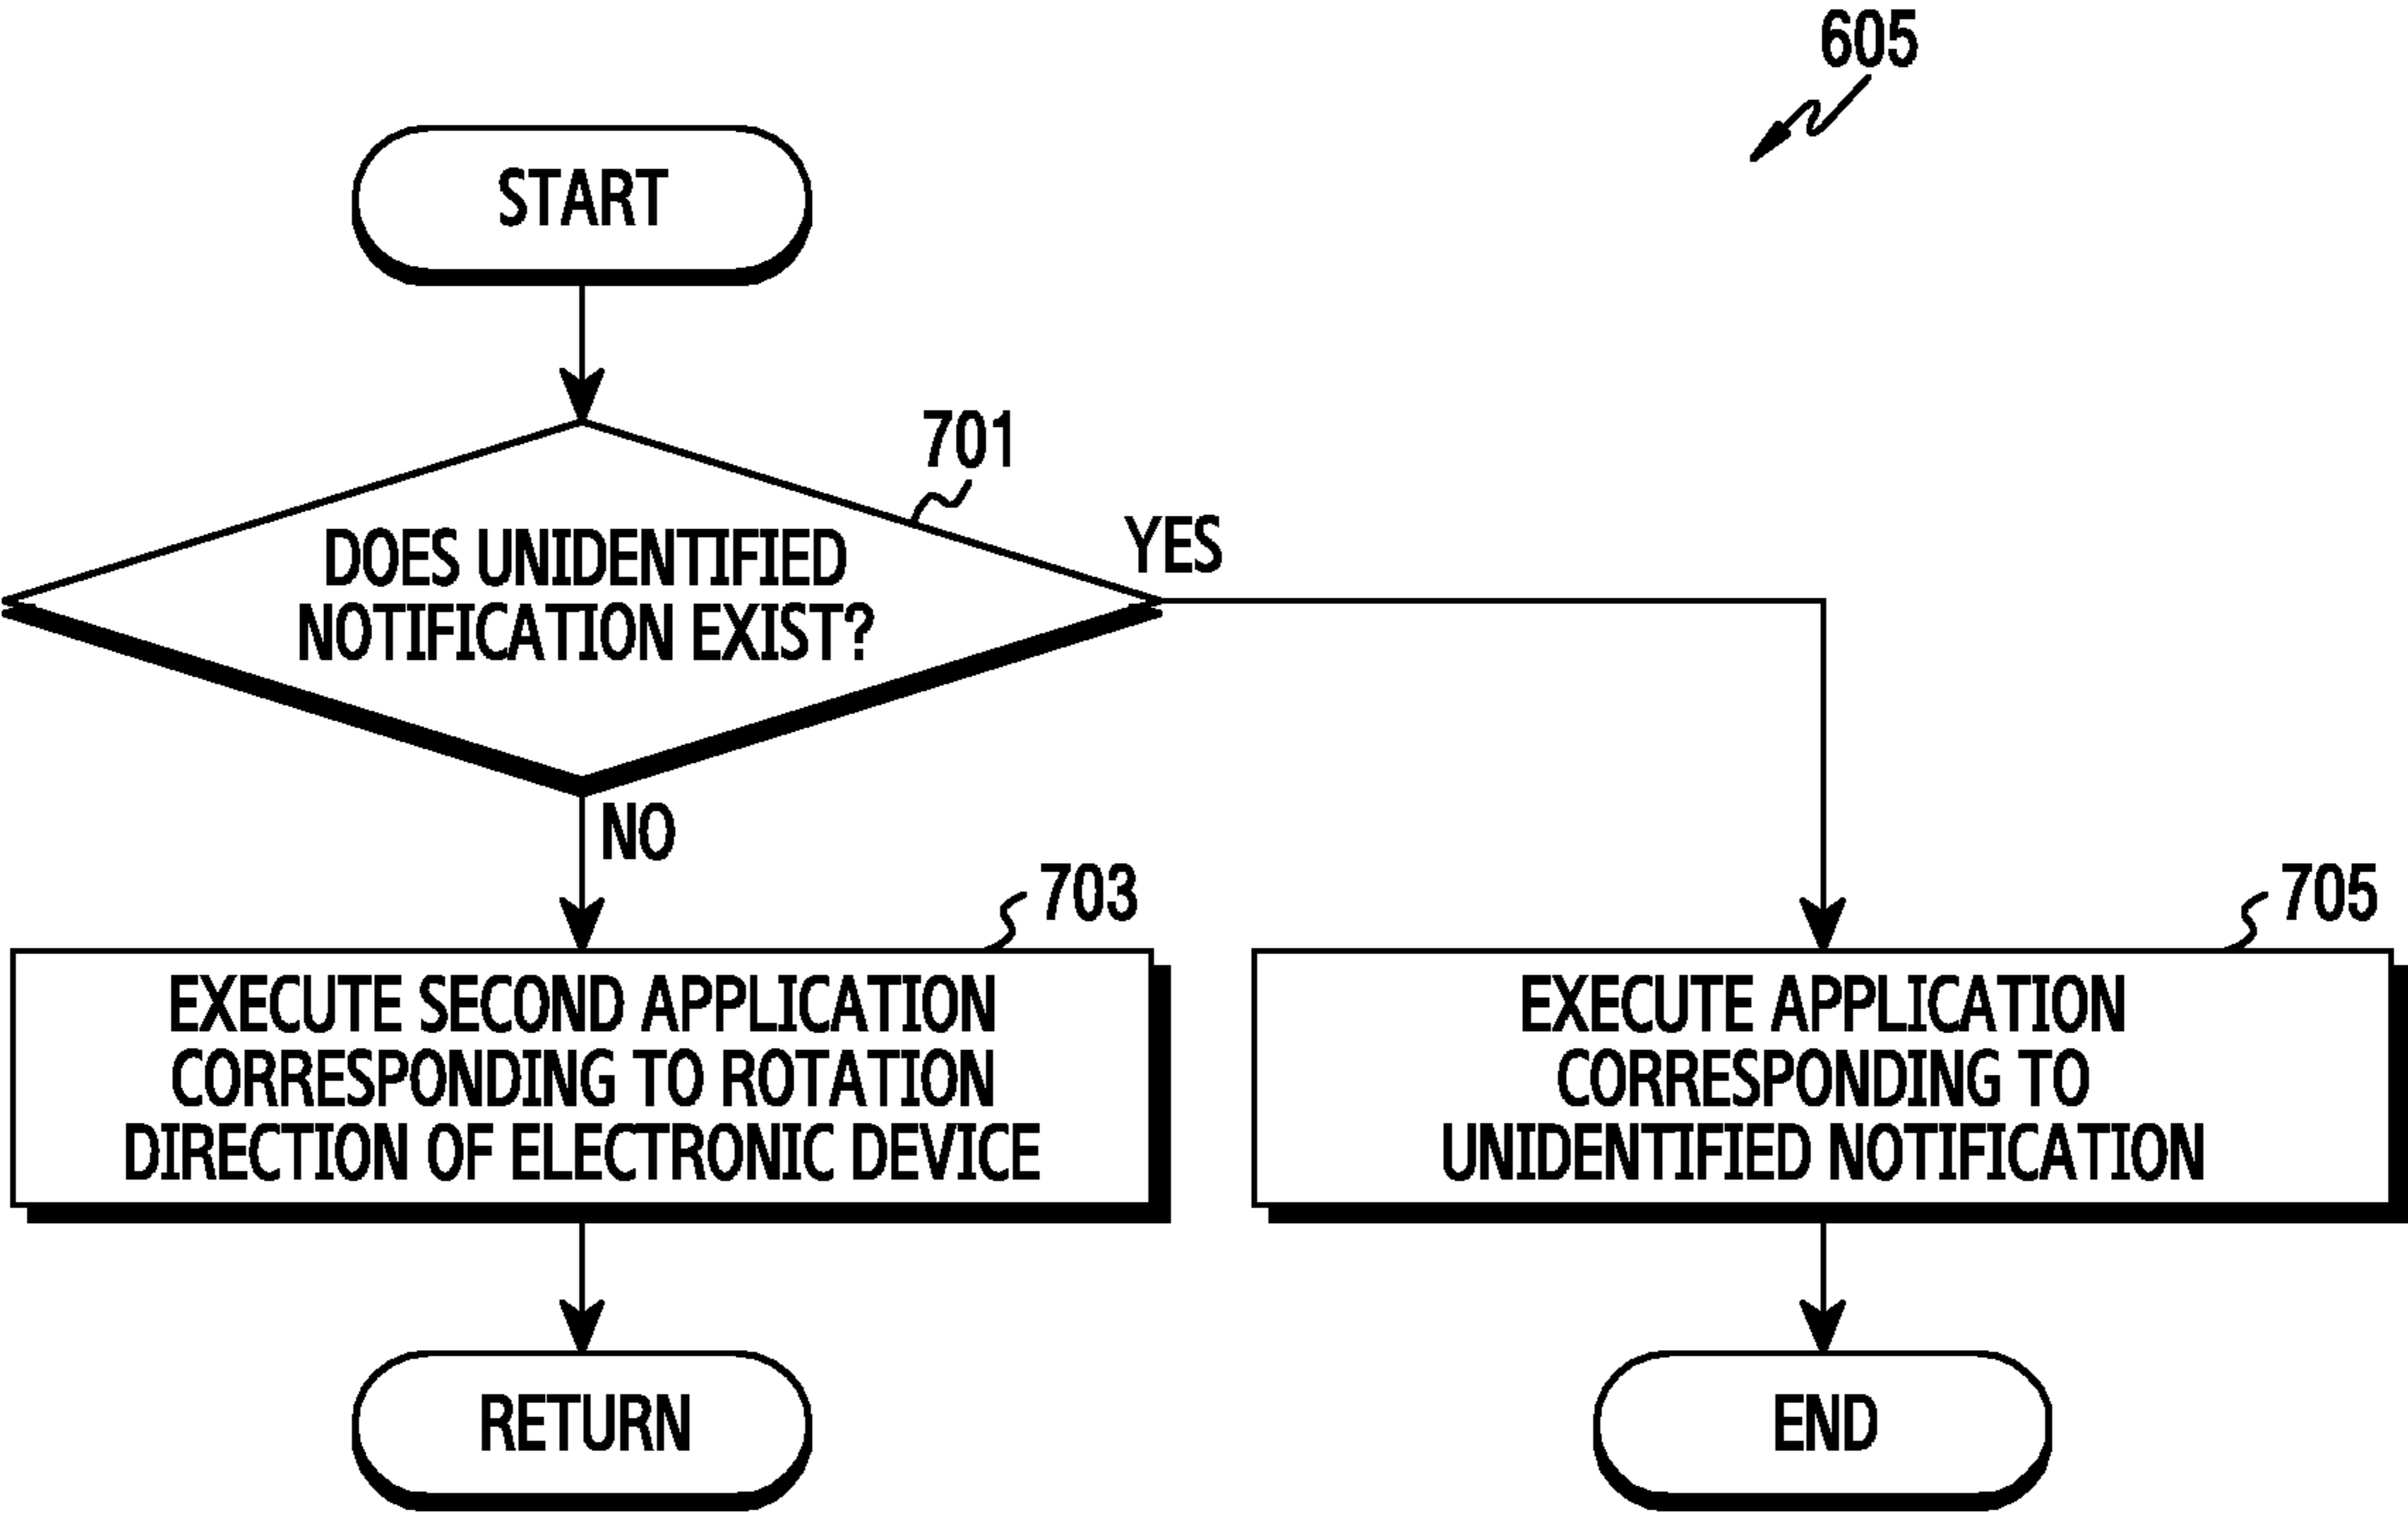 605
START
701
YES
DOES UNIDENTIFIED
NOTIFICATION EXIST?
NO
703
705
EXECUTE SECOND APPLICATION
CORRESPONDING TO ROTATION
DIRECTION OF ELECTRONIC DEVICE
EXECUTE APPLICATION
CORRESPONDING TO
UNIDENTIFIED NOTIFICATION
RETURN
END